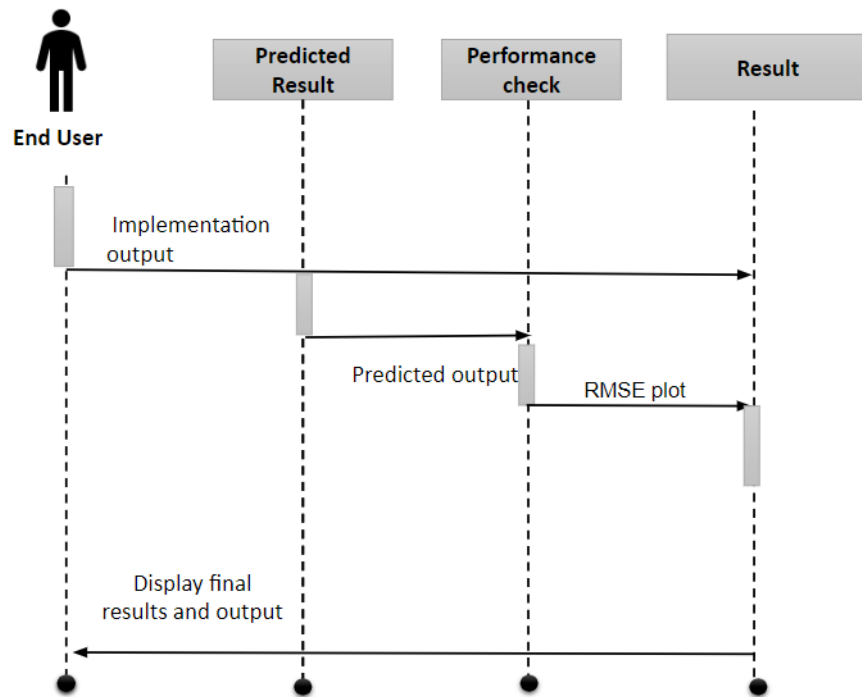 Predicted
Result
Performance
check
Result
End User
Implementation
output
Predicted output
RMSE plot
Display final
results and output